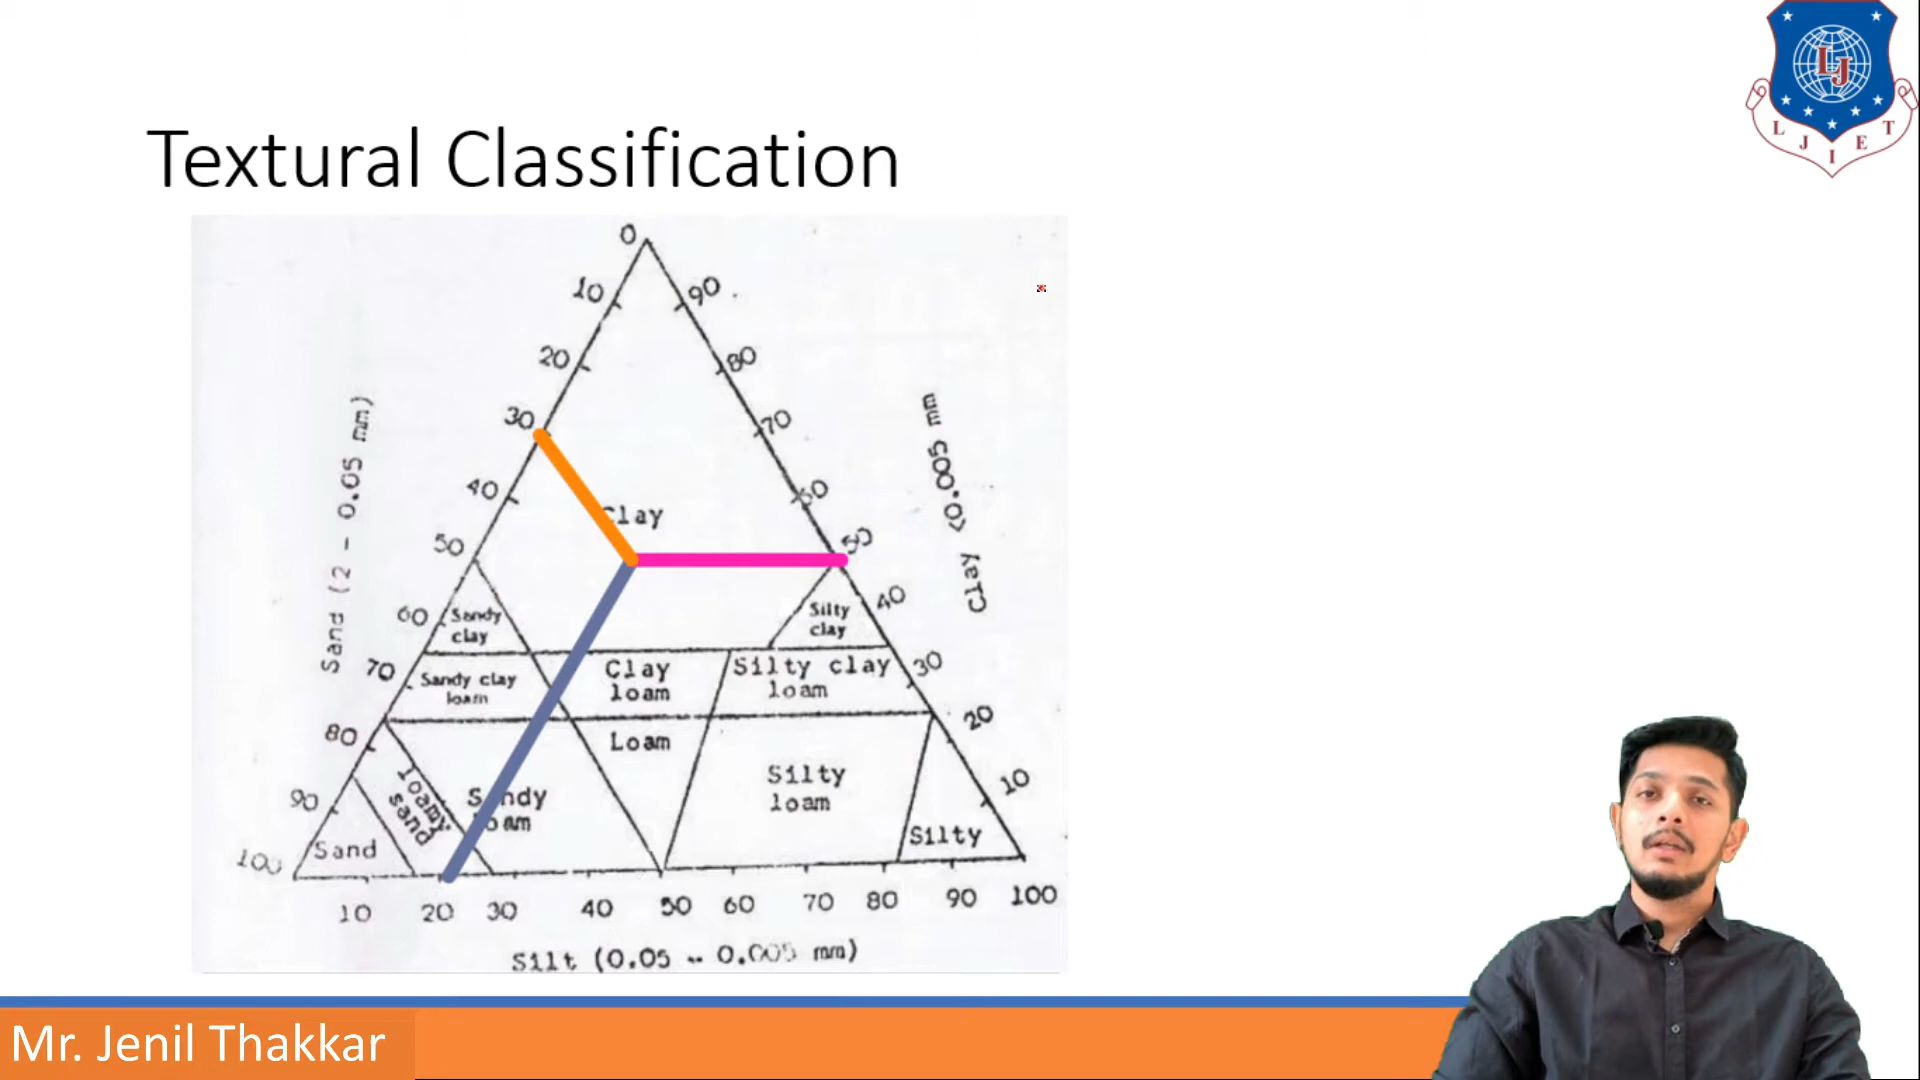 L J I E T
LJ
Textural Classification
0
10
90
20
80
30
70
40
50
Clay
50
60
Sandy
clay
Silty
clay
40
70
Sandy clay
loam
Clay
loam
Silty clay
loam
30
80
Loam
20
90
loamy
sand
Silty
loam
10
100
Sand
Silty
10 20 30 40 50 60 70 80 90 100
Sand (2 - 0.05 mm)
Clay <0.005 mm
Silt (0.05 - 0.005 mm)
Mr. Jenil Thakkar